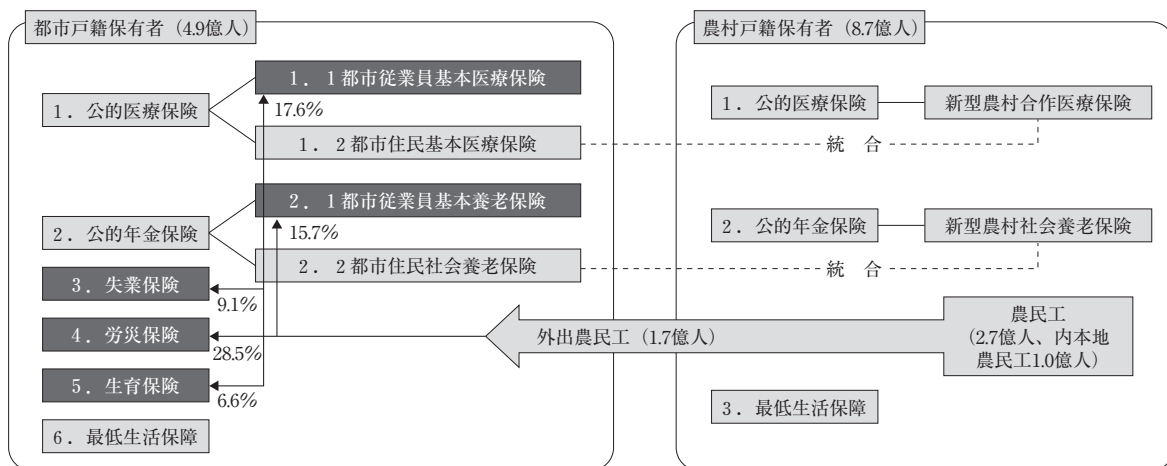 都市戸籍保有者（4.9億人）
1．公的医療保険
1．1都市従業員基本医療保険
17.6%
1．2都市住民基本医療保険
2．公的年金保険
2．1都市従業員基本養老保険
15.7%
2．2都市住民社会養老保険
3．失業保険
9.1%
4．労災保険
28.5%
5．生育保険
6.6%
6．最低生活保障
外出農民工（1.7億人）
農村戸籍保有者（8.7億人）
1．公的医療保険
新型農村合作医療保険
統　合
2．公的年金保険
新型農村社会養老保険
統　合
農民工
（2.7億人、内本地
農民工1.0億人）
3．最低生活保障